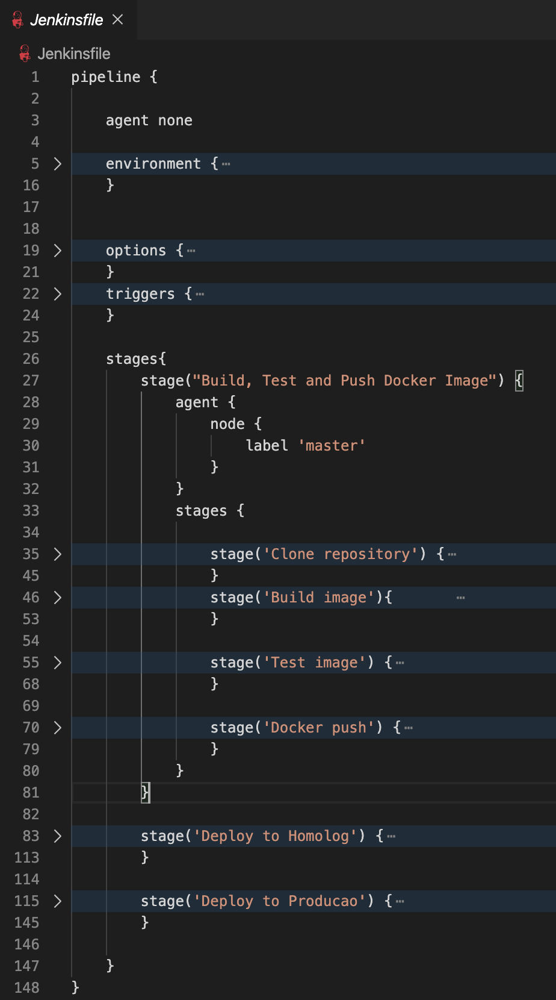 Jenkinsfile
Jenkinsfile
1 pipeline {
2
3     agent none
4
5     environment {…
16     }
17
18
19     options {…
21     }
22     triggers {…
24     }
25
26     stages{
27         stage("Build, Test and Push Docker Image") {
28             agent {
29                 node {
30                     label 'master'
31                 }
32             }
33             stages {
34
35                 stage('Clone repository') {…
45                 }
46                 stage('Build image'){       …
53                 }
54
55                 stage('Test image') {…
68                 }
69
70                 stage('Docker push') {…
79                 }
80             }
81         }
82
83         stage('Deploy to Homolog') {…
113         }
114
115         stage('Deploy to Producao') {…
145         }
146
147     }
148 }